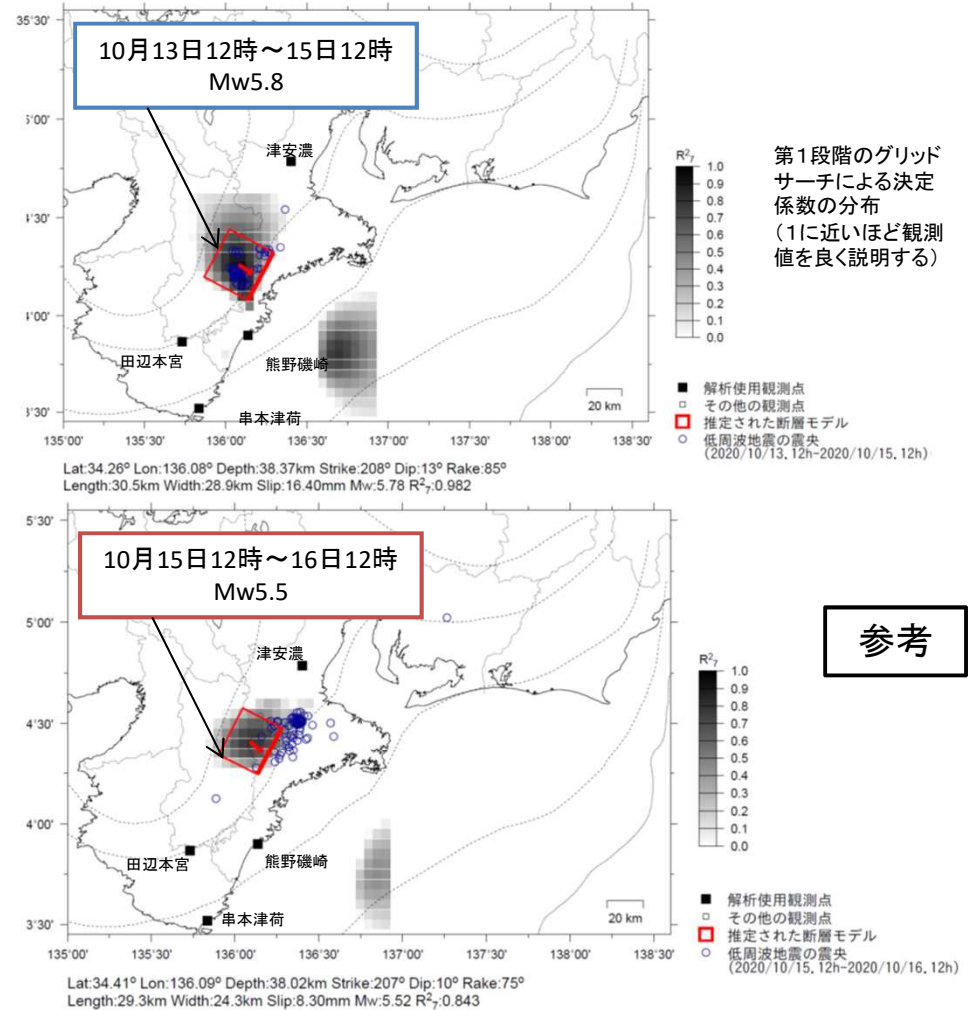 35°30'
10月13日12時～15日12時
Mw5.8
5°00'
津安濃
4°30'
4°00'
田辺本宮
熊野磯崎
串本津荷
3°30'
20 km
135°00'
135°30'
136°00'
136°30'
137°00'
137°30'
138°00'
138°30'
R²₇
1.0
0.9
0.8
0.7
0.6
0.5
0.4
0.3
0.2
0.1
0.0
第１段階のグリッド
サーチによる決定
係数の分布
（１に近いほど観測
値を良く説明する）
解析使用観測点
その他の観測点
推定された断層モデル
低周波地震の震央
(2020/10/13, 12h-2020/10/15, 12h)
Lat:34.26° Lon:136.08° Depth:38.37km Strike:208° Dip:13° Rake:85°
Length:30.5km Width:28.9km Slip:16.40mm Mw:5.78 R²₇:0.982
5°30'
10月15日12時～16日12時
Mw5.5
5°00'
津安濃
4°30'
4°00'
田辺本宮
熊野磯崎
串本津荷
3°30'
20 km
135°00'
135°30'
136°00'
136°30'
137°00'
137°30'
138°00'
138°30'
参考
R²₇
1.0
0.9
0.8
0.7
0.6
0.5
0.4
0.3
0.2
0.1
0.0
解析使用観測点
その他の観測点
推定された断層モデル
低周波地震の震央
(2020/10/15, 12h-2020/10/16, 12h)
Lat:34.41° Lon:136.09° Depth:38.02km Strike:207° Dip:10° Rake:75°
Length:29.3km Width:24.3km Slip:8.30mm Mw:5.52 R²₇:0.843